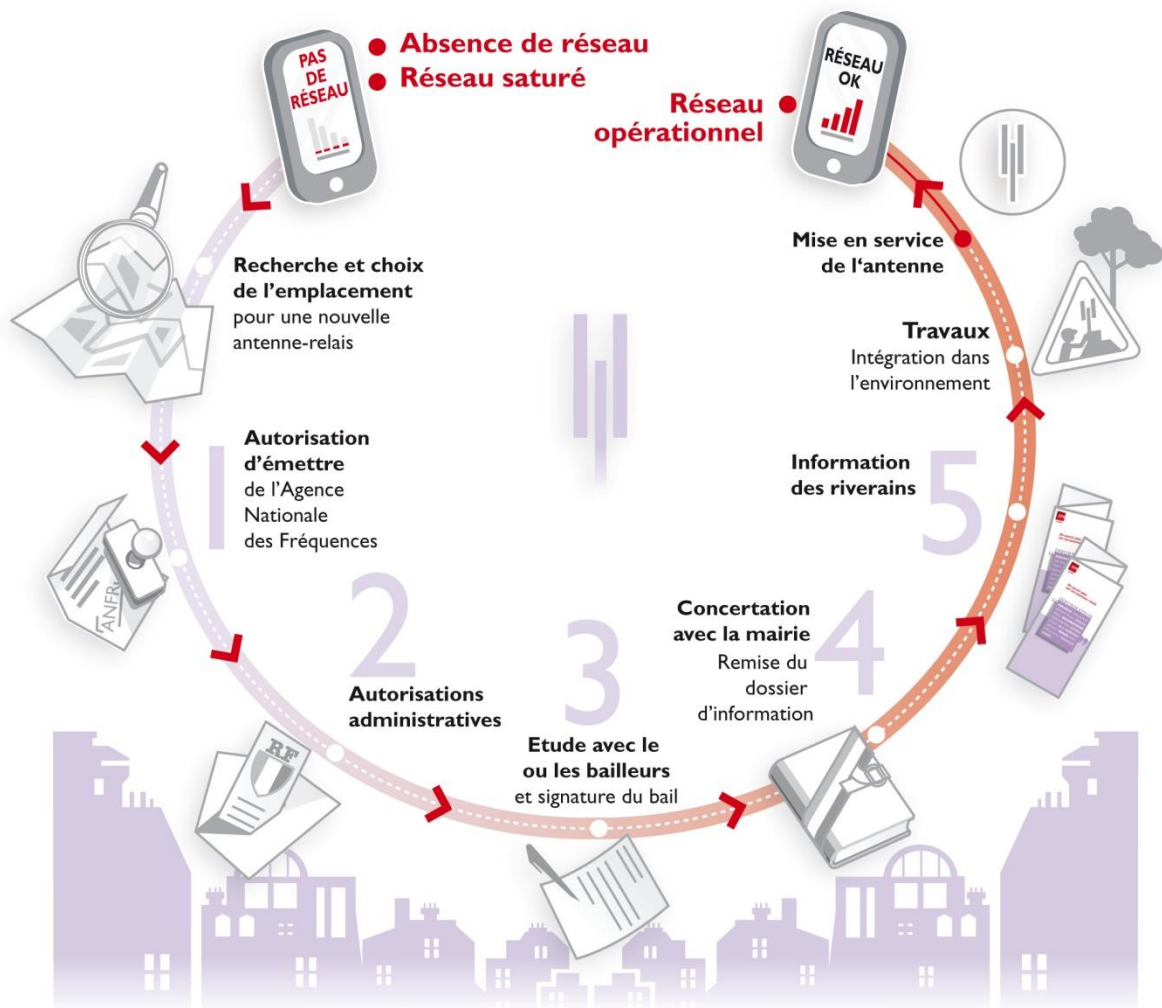 PAS
DE
RÉSEAU
Absence de réseau
Réseau saturé
Recherche et choix
de l'emplacement
pour une nouvelle
antenne-relais
1
Autorisation
d'émettre
de l'Agence
Nationale
des Fréquences
ANFR
2
Autorisations
administratives
RF
3
Etude avec le
ou les bailleurs
et signature du bail
4
Concertation
avec la mairie
Remise du
dossier
d'information
5
Information
des riverains
Travaux
Intégration dans
l'environnement
Mise en service
de l‘antenne
Réseau
opérationnel
RÉSEAU
OK